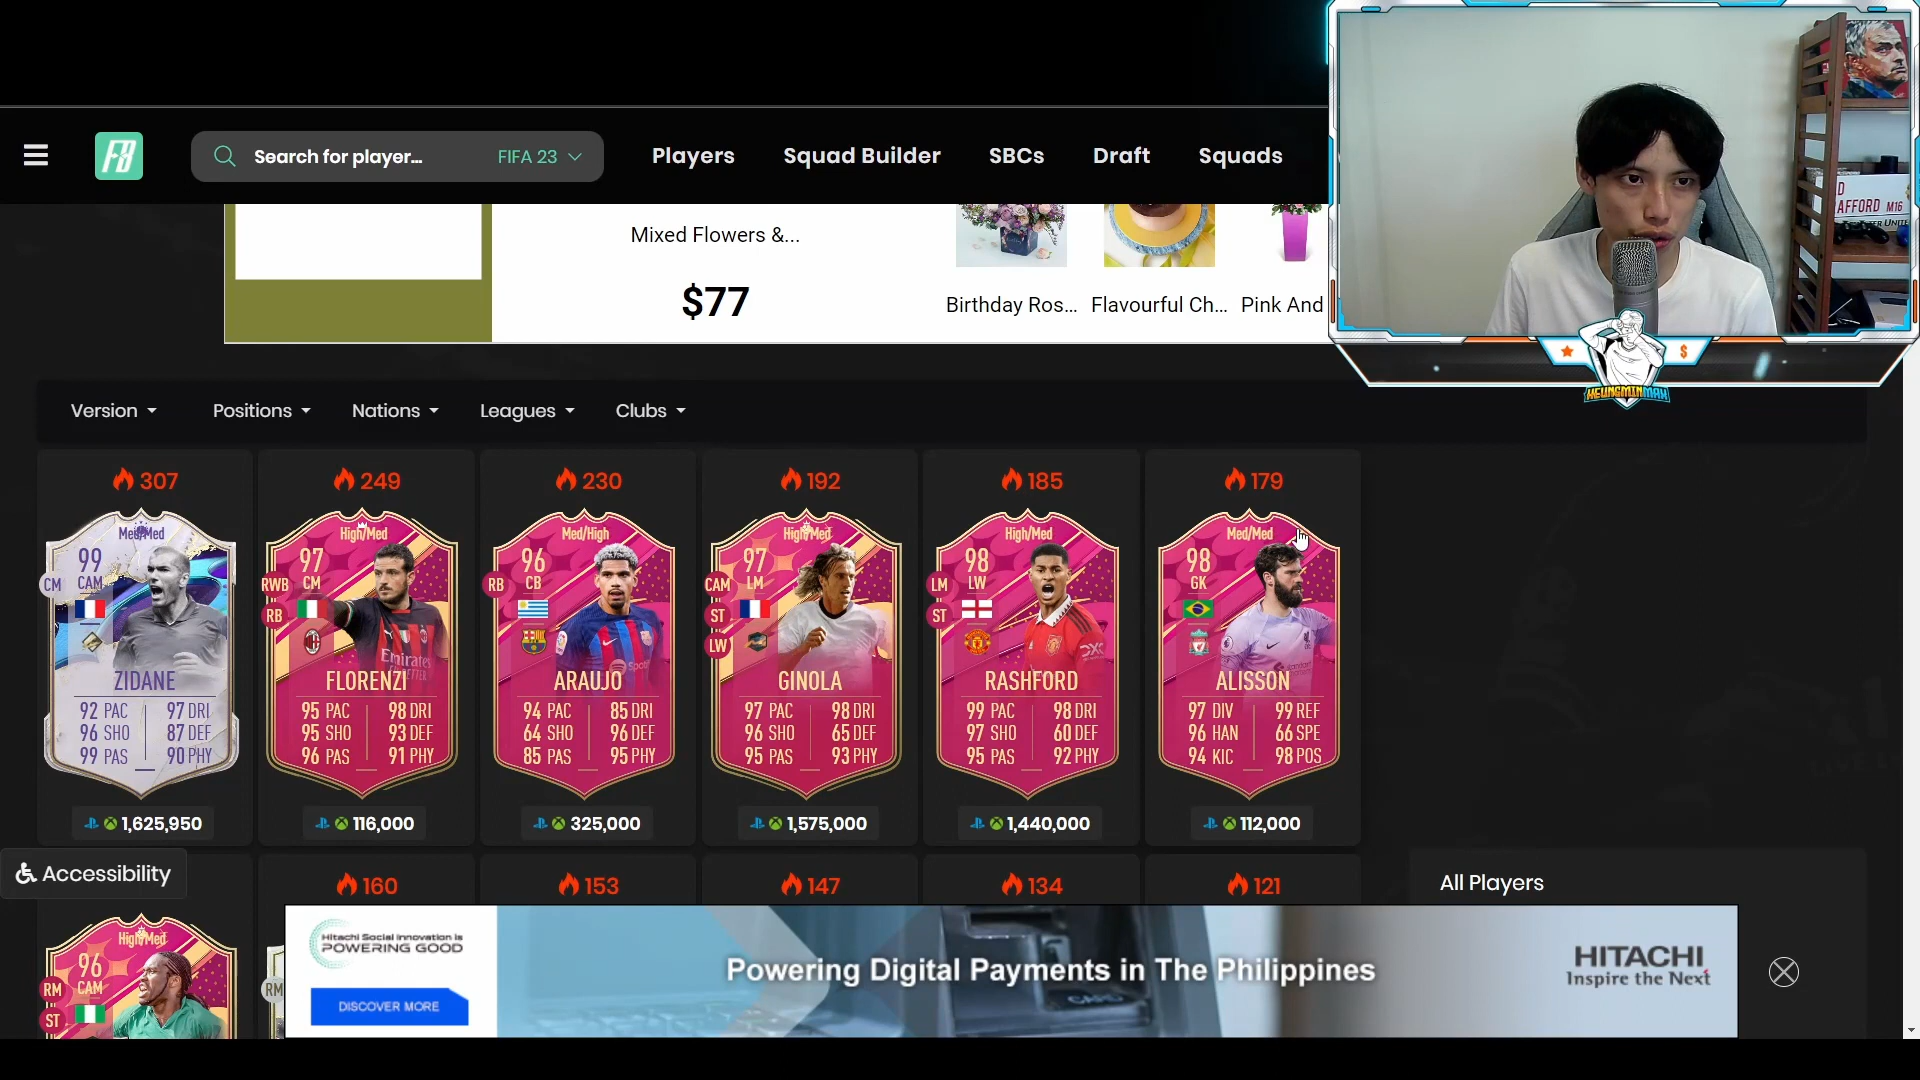 Search for player...
FIFA 23
Players
Squad Builder
SBCs
Draft
Squads
AFFORD M16
Mixed Flowers &...
$77
Birthday Ros...
Flavourful Ch...
Pink And
HEUNGMINMAX
Version
Positions
Nations
Leagues
Clubs
307
249
230
192
185
179
Med/Med
99
CAM
CM
ZIDANE
92 PAC 97 DRI
96 SHO 87 DEF
99 PAS 90 PHY
1,625,950
High/Med
97
CM
RWB
RB
Emirates
FLORENZI
95 PAC 98 DRI
95 SHO 93 DEF
96 PAS 91 PHY
116,000
Med/High
96
CB
RB
ARAUJO
94 PAC 85 DRI
64 SHO 96 DEF
85 PAS 95 PHY
325,000
High/Med
97
LM
CAM
ST
LW
GINOLA
97 PAC 98 DRI
96 SHO 65 DEF
95 PAS 93 PHY
1,575,000
High/Med
98
LW
LM
ST
RASHFORD
99 PAC 98 DRI
97 SHO 60 DEF
95 PAS 92 PHY
1,440,000
Med/Med
98
GK
ALISSON
97 DIV 99 REF
96 HAN 66 SPE
94 KIC 98 POS
112,000
Accessibility
160
153
147
134
121
All Players
High/Med
96
CAM
RM
ST
RM
Hitachi Social Innovation is
POWERING GOOD
DISCOVER MORE
Powering Digital Payments in The Philippines
HITACHI
Inspire the Next